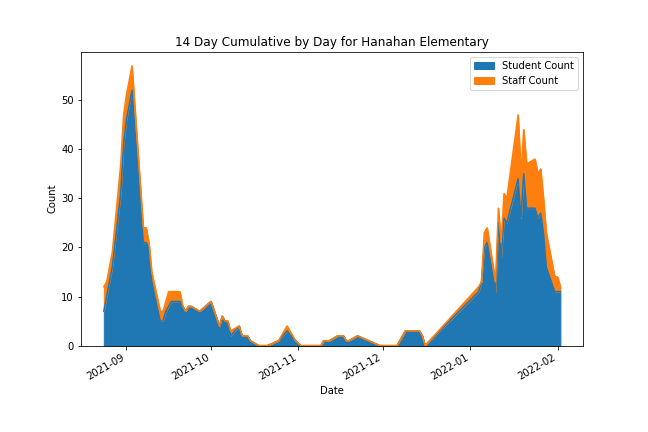 14 Day Cumulative by Day for Hanahan Elementary
Student Count
Staff Count
Count
50
40
30
20
10
0
2021-09
2021-10
2021-11
2021-12
2022-01
2022-02
Date